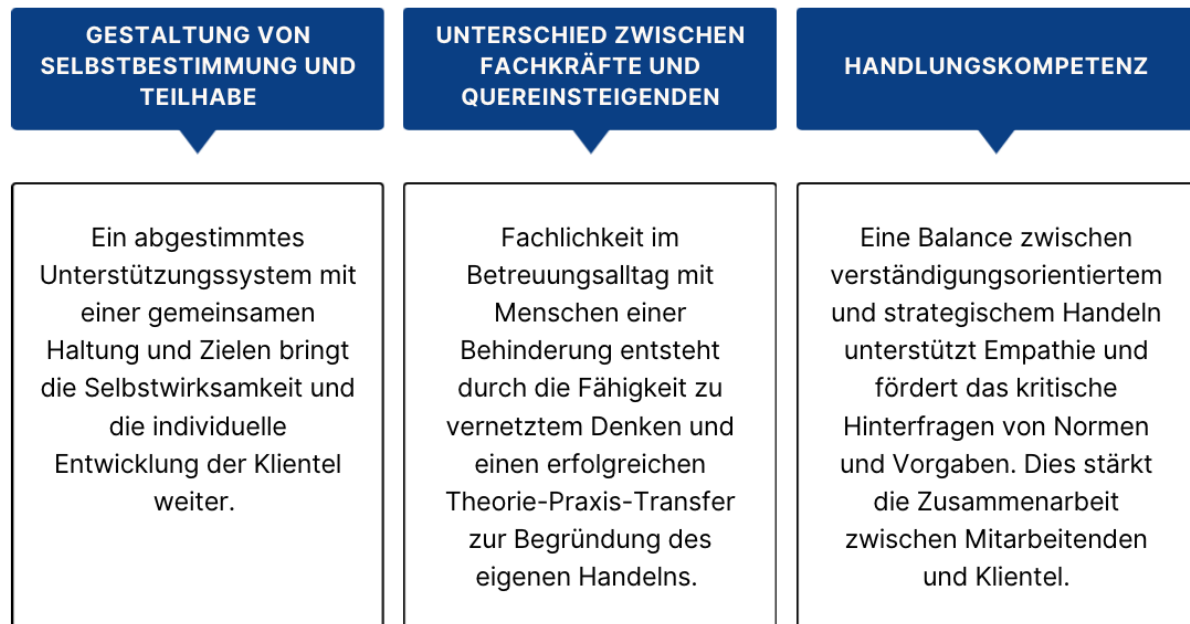 GESTALTUNG VON
SELBSTBESTIMMUNG UND
TEILHABE
Ein abgestimmtes
Unterstützungssystem mit
einer gemeinsamen
Haltung und Zielen bringt
die Selbstwirksamkeit und
die individuelle
Entwicklung der Klientel
weiter.
UNTERSCHIED ZWISCHEN
FACHKRÄFTE UND
QUEREINSTEIGENDEN
Fachlichkeit im
Betreuungsalltag mit
Menschen einer
Behinderung entsteht
durch die Fähigkeit zu
vernetztem Denken und
einen erfolgreichen
Theorie-Praxis-Transfer
zur Begründung des
eigenen Handelns.
HANDLUNGSKOMPETENZ
Eine Balance zwischen
verständigungsorientiertem
und strategischem Handeln
unterstützt Empathie und
fördert das kritische
Hinterfragen von Normen
und Vorgaben. Dies stärkt
die Zusammenarbeit
zwischen Mitarbeitenden
und Klientel.